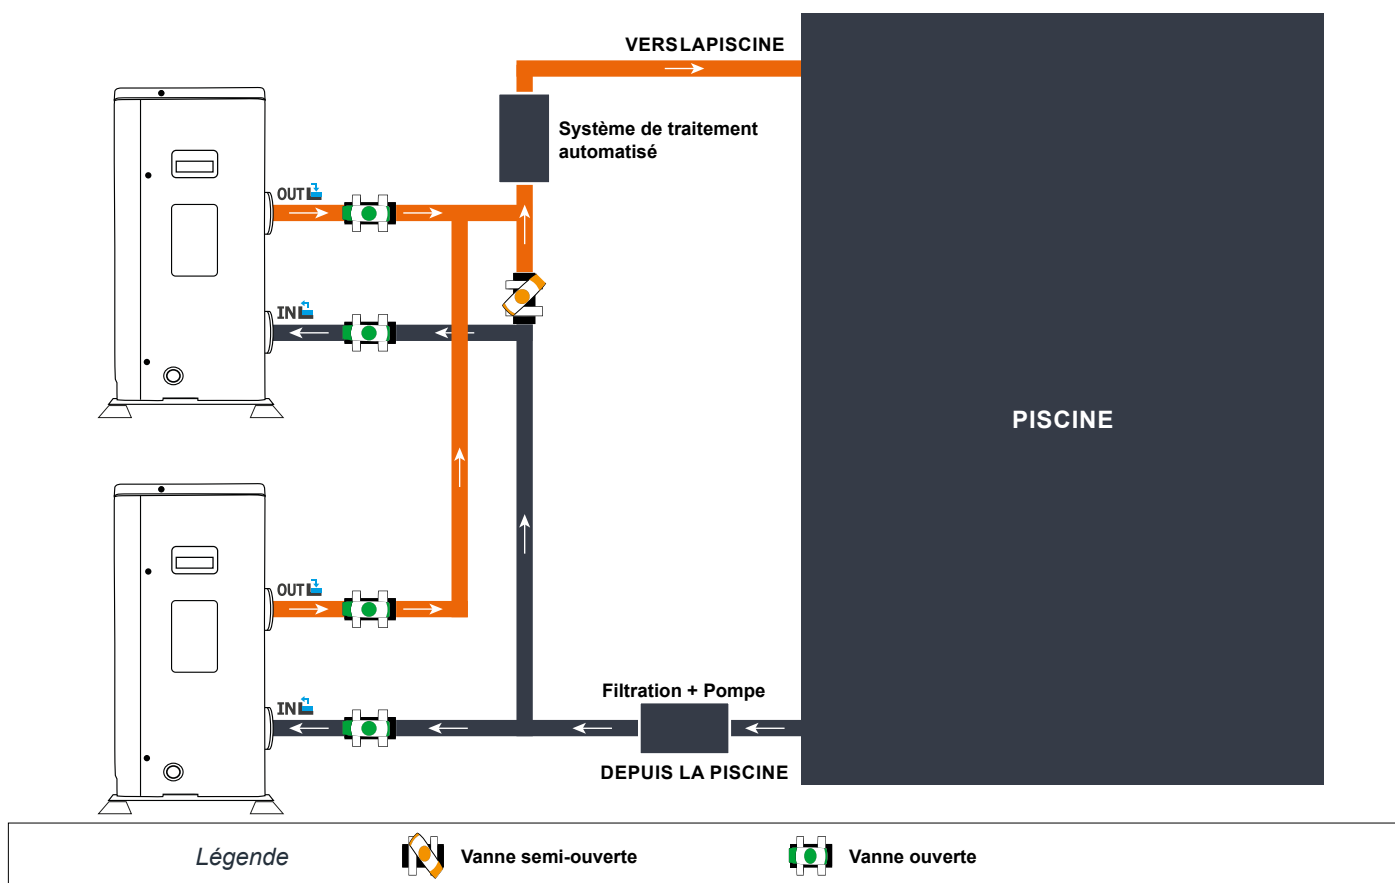 VERSLAPISCINE
Système de traitement
automatisé
OUT
IN
PISCINE
OUT
IN
Filtration + Pompe
DEPUIS LA PISCINE
Légende
Vanne semi-ouverte
Vanne ouverte